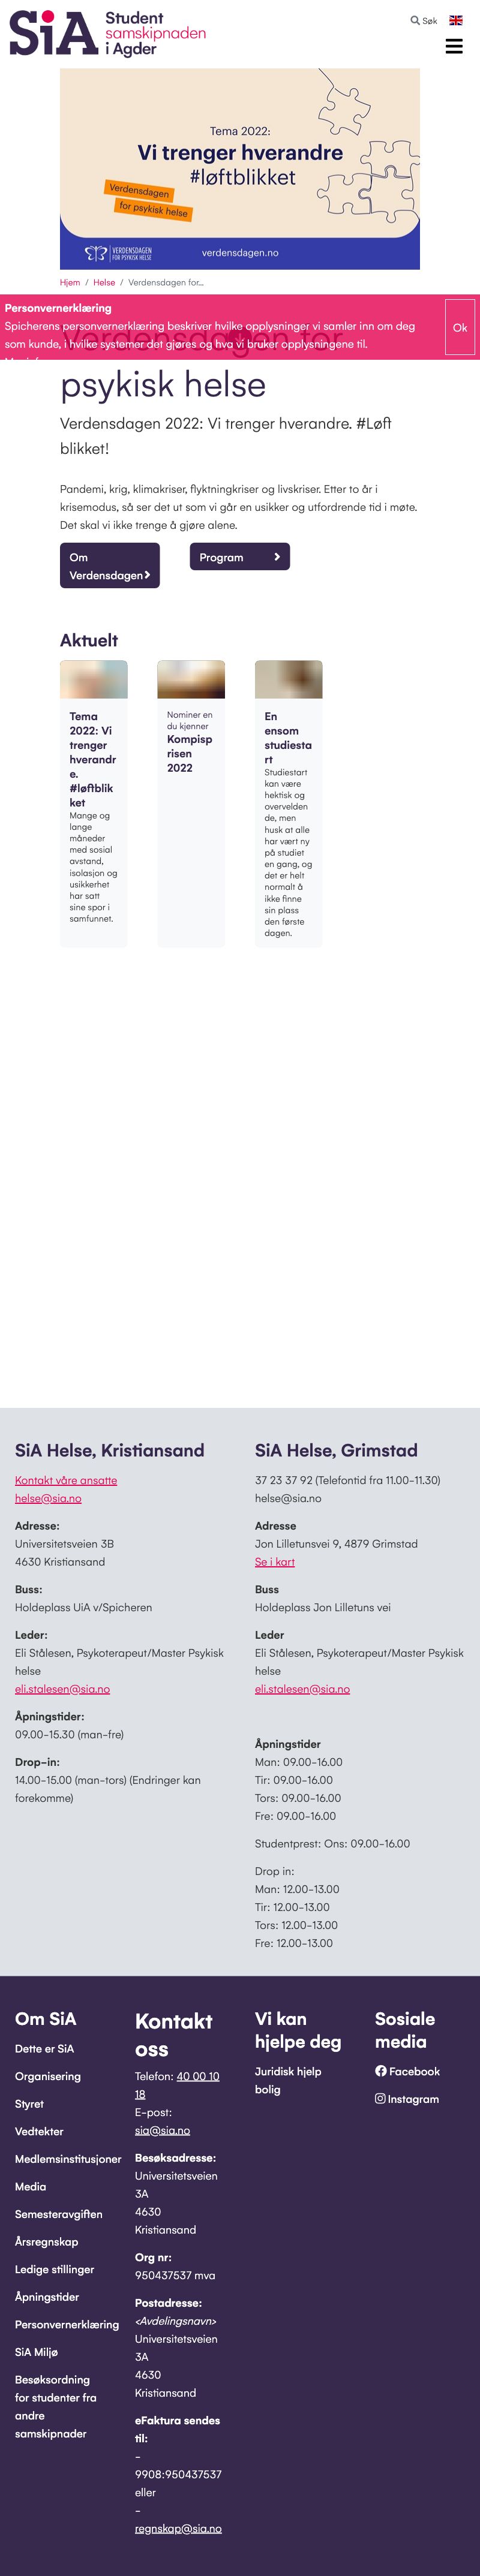 SiA Student
samskipnaden
i Agder
Søk
Tema 2022:
Vi trenger hverandre
#løftblikket
Verdensdagen
for psykisk helse
VERDENSDAGEN
FOR PSYKISK HELSE
verdensdagen.no
Hjem / Helse / Verdensdagen for...
Personvernerklæring
Spicherens personvernerklæring beskriver hvilke opplysninger vi samler inn om deg
som kunde, i hvilke systemer det gjøres og hva vi bruker opplysningene til.
Ok
Verdensdagen for
psykisk helse
Verdensdagen 2022: Vi trenger hverandre. #Løft
blikket!
Pandemi, krig, klimakriser, flyktningkriser og livskriser. Etter to år i
krisemodus, så ser det ut som vi går en usikker og utfordrende tid i møte.
Det skal vi ikke trenge å gjøre alene.
Om
Verdensdagen
Program
Aktuelt
Tema
2022: Vi
trenger
hverandr
e.
#løftblik
ket
Mange og
lange
måneder
med sosial
avstand,
isolasjon og
usikkerhet
har satt
sine spor i
samfunnet.
Nominer en
du kjenner
Kompisp
risen
2022
En
ensom
studiesta
rt
Studiestart
kan være
hektisk og
overvelden
de, men
husk at alle
har vært ny
på studiet
en gang, og
det er helt
normalt å
ikke finne
sin plass
den første
dagen.
SiA Helse, Kristiansand
Kontakt våre ansatte
helse@sia.no
Adresse:
Universitetsveien 3B
4630 Kristiansand
Buss:
Holdeplass UiA v/Spicheren
Leder:
Eli Stålesen, Psykoterapeut/Master Psykisk
helse
eli.stalesen@sia.no
Åpningstider:
09.00-15.30 (man-fre)
Drop-in:
14.00-15.00 (man-tors) (Endringer kan
forekomme)
SiA Helse, Grimstad
37 23 37 92 (Telefontid fra 11.00-11.30)
helse@sia.no
Adresse
Jon Lilletunsvei 9, 4879 Grimstad
Se i kart
Buss
Holdeplass Jon Lilletuns vei
Leder
Eli Stålesen, Psykoterapeut/Master Psykisk
helse
eli.stalesen@sia.no
Åpningstider
Man: 09.00-16.00
Tir: 09.00-16.00
Tors: 09.00-16.00
Fre: 09.00-16.00
Studentprest: Ons: 09.00-16.00
Drop in:
Man: 12.00-13.00
Tir: 12.00-13.00
Tors: 12.00-13.00
Fre: 12.00-13.00
Om SiA
Dette er SiA
Organisering
Styret
Vedtekter
Medlemsinstitusjoner
Media
Semesteravgiften
Årsregnskap
Ledige stillinger
Åpningstider
Personvernerklæring
SiA Miljø
Besøksordning
for studenter fra
andre
samskipnader
Kontakt
oss
Telefon: 40 00 10
18
E-post:
sia@sia.no
Besøksadresse:
Universitetsveien
3A
4630
Kristiansand
Org nr:
950437537 mva
Postadresse:
<Avdelingsnavn>
Universitetsveien
3A
4630
Kristiansand
eFaktura sendes
til:
-
9908:950437537
eller
-
regnskap@sia.no
Vi kan
hjelpe deg
Juridisk hjelp
bolig
Sosiale
media
Facebook
Instagram